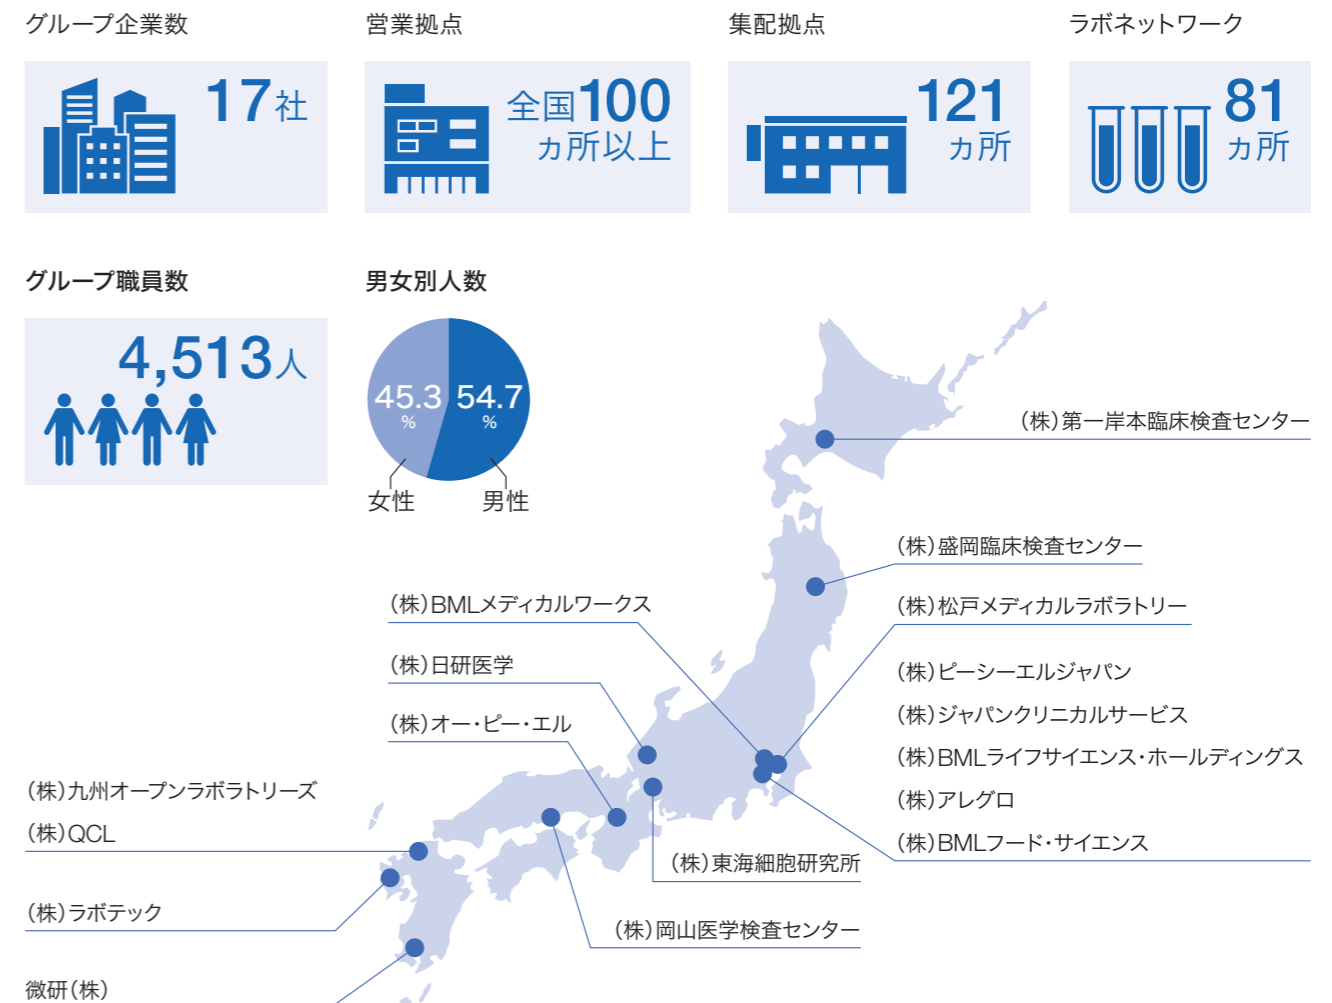 グループ企業数
17社
営業拠点
全国100
ヵ所以上
集配拠点
121
ヵ所
ラボネットワーク
81
ヵ所
グループ職員数
4,513人
男女別人数
45.3
%
54.7
%
女性
男性
(株)第一岸本臨床検査センター
(株)盛岡臨床検査センター
(株)松戸メディカルラボラトリー
(株)ピーシーエルジャパン
(株)ジャパンクリニカルサービス
(株)BMLライフサイエンス・ホールディングス
(株)アレグロ
(株)BMLフード・サイエンス
(株)BMLメディカルワークス
(株)日研医学
(株)オー・ピー・エル
(株)東海細胞研究所
(株)岡山医学検査センター
(株)九州オープンラボラトリーズ
(株)QCL
(株)ラボテック
微研(株)